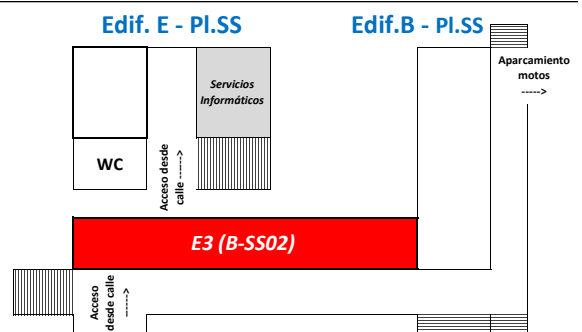 Edif. E - Pl.SS
Edif.B - Pl.SS
Aparcamiento
motos
----->
Servicios
Informáticos
WC
Acceso desde
calle ------>
E3 (B-SS02)
Acceso
desde calle
----->